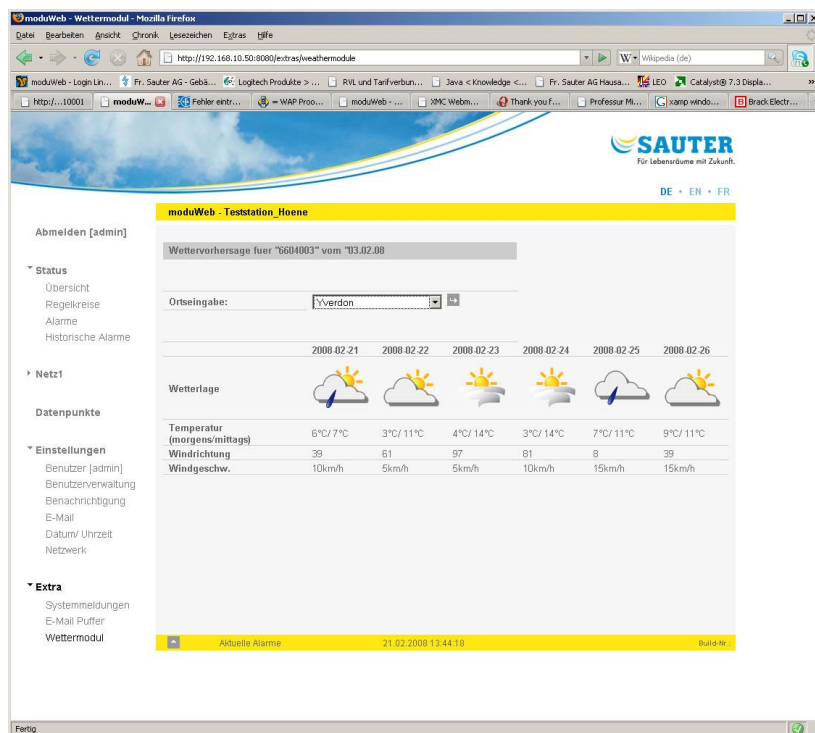 moduWeb - Wettermodul - Mozilla Firefox
Datei Bearbeiten Ansicht Chronik Lesezeichen Extras Hilfe
http://192.168.10.50:8080/extras/weathermodule
W Wikipedia (de)
moduWeb - Login Lin... Fr. Sauter AG - Gebä... Logitech Produkte > ... RVL und Tarifverbun... Java < Knowledge <... Fr. Sauter AG Hausa... LEO Catalyst® 7.3 Displa... »
http:/...10001 moduW... Fehler eintr... = WAP Proo... moduWeb - ... XMC Webm... Thank you f... Professur Mi... xamp windo... B Brack Electr...
SAUTER
Für Lebensräume mit Zukunft.
DE • EN • FR
moduWeb - Teststation_Hoene
Abmelden [admin]
Status
Übersicht
Regelkreise
Alarme
Historische Alarme
Netz1
Datenpunkte
Einstellungen
Benutzer [admin]
Benutzerverwaltung
Benachrichtigung
E-Mail
Datum/ Uhrzeit
Netzwerk
Extra
Systemmeldungen
E-Mail Puffer
Wettermodul
Wettervorhersage fuer "6604003" vom "03.02.08
Ortseingabe: Yverdon
2008-02-21 2008-02-22 2008-02-23 2008-02-24 2008-02-25 2008-02-26
Wetterlage
Temperatur
(morgens/mittags) 6°C/ 7°C 3°C/ 11°C 4°C/ 14°C 3°C/ 14°C 7°C/ 11°C 9°C/ 11°C
Windrichtung 39 61 97 81 8 39
Windgeschw. 10km/h 5km/h 5km/h 10km/h 15km/h 15km/h
Aktuelle Alarme 21.02.2008 13:44:18 Build-Nr.:
Fertig